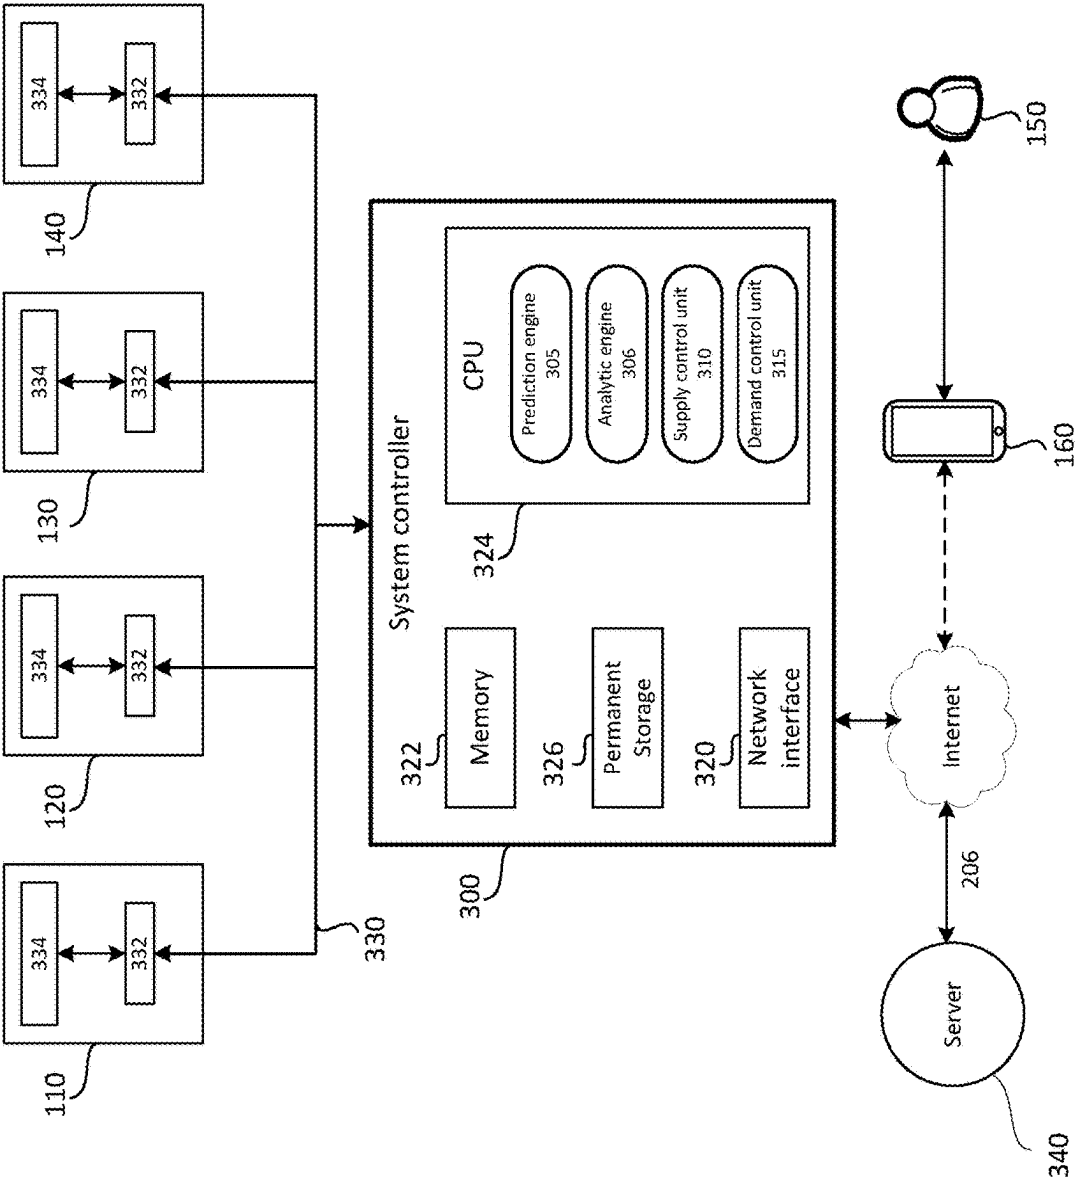 334
334
334
334
332
332
332
332
110
120
130
140
330
System controller
300
322
Memory
326
Permanent
Storage
320
Network
interface
324
CPU
Prediction engine
305
Analytic engine
306
Supply control unit
310
Demand control unit
315
Server
340
206
Internet
160
150